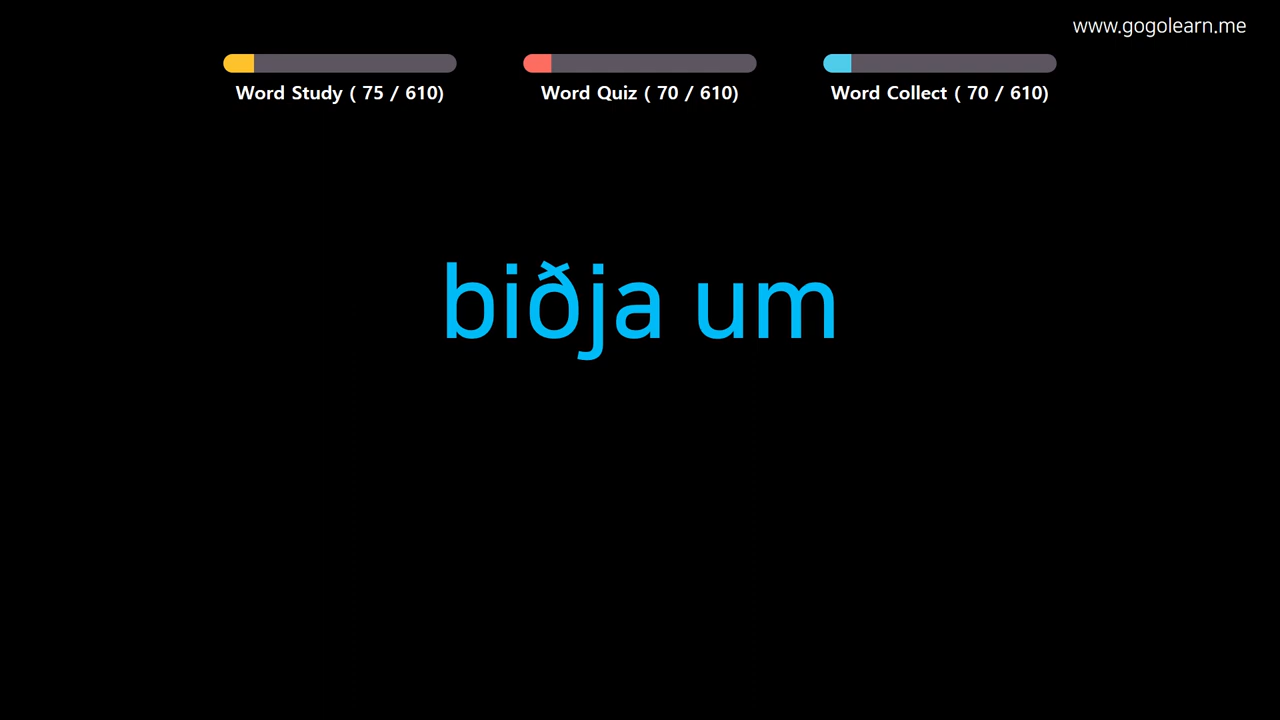 www.gogolearn.me
Word Study ( 75 / 610)
Word Quiz ( 70 / 610)
Word Collect ( 70 / 610)
biðja um